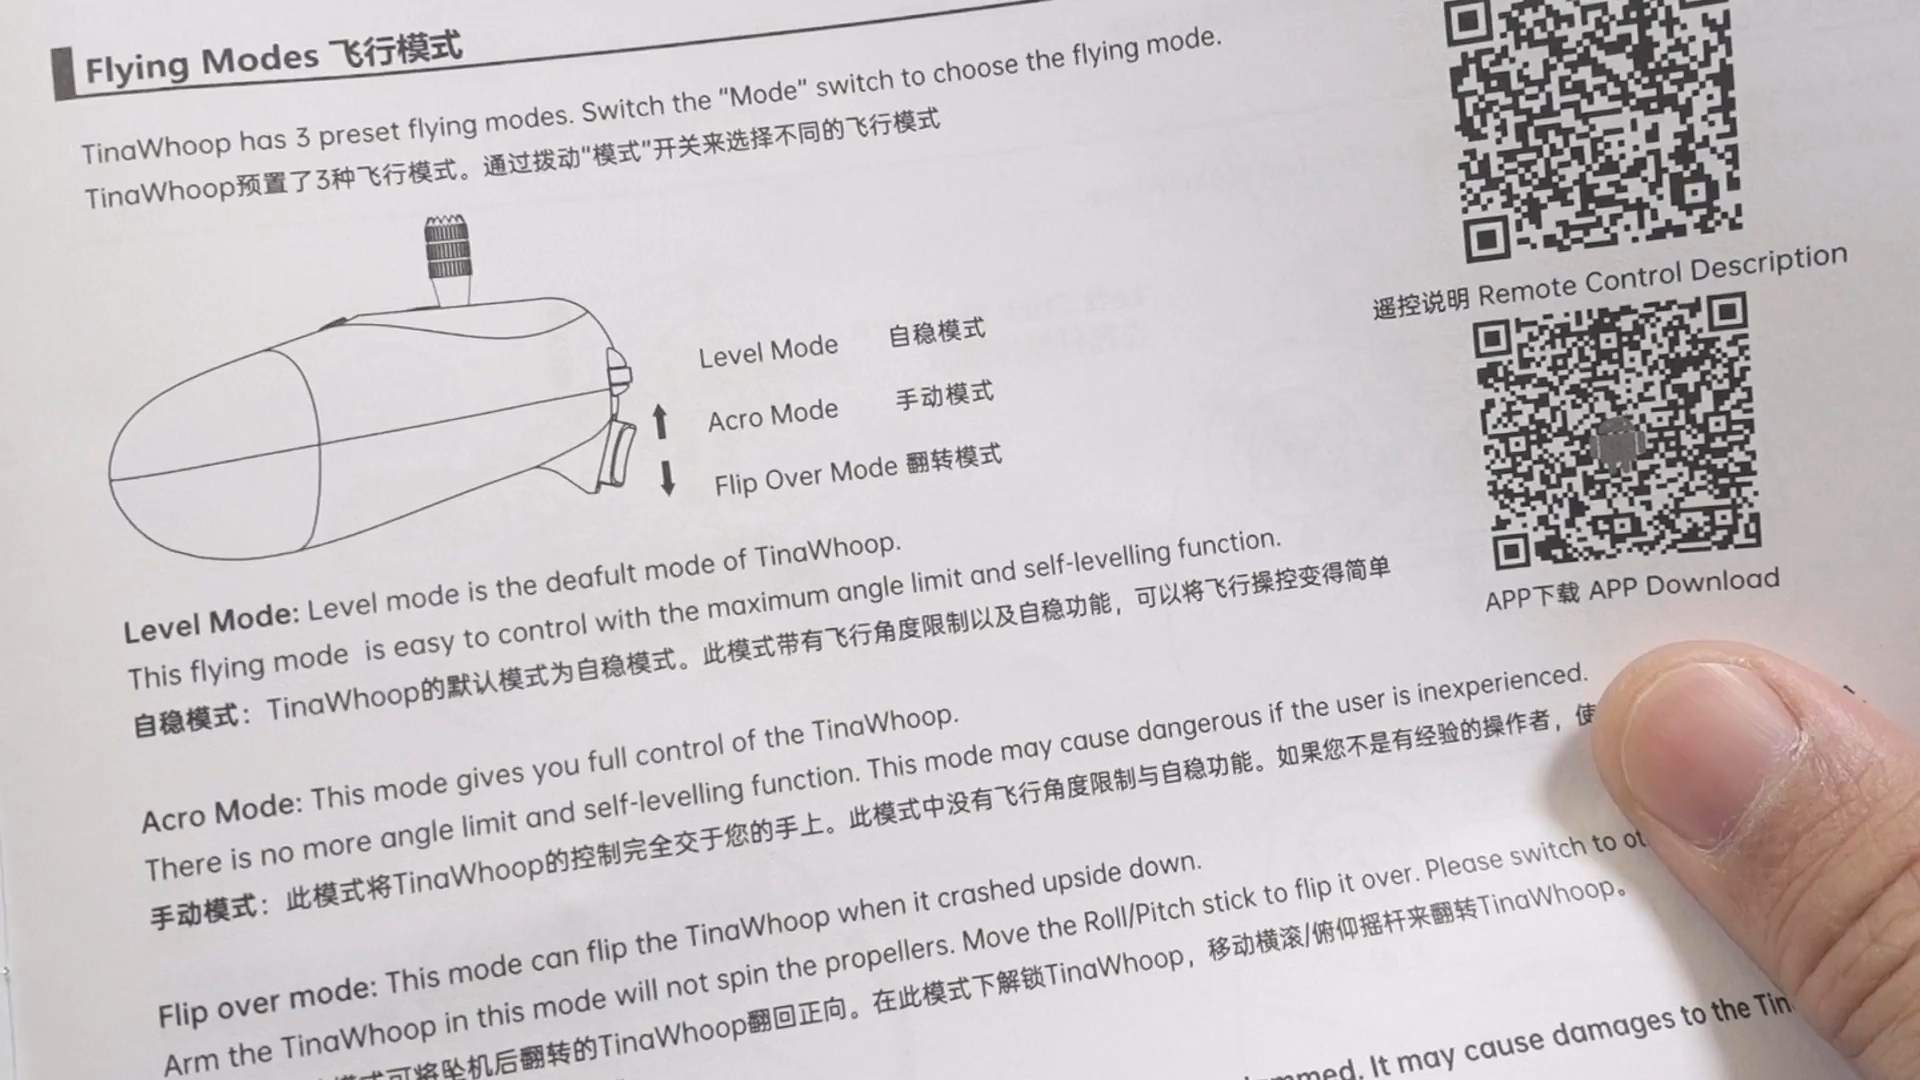 Flying Modes 飞行模式
TinaWhoop has 3 preset flying modes. Switch the "Mode" switch to choose the flying mode.
TinaWhoop预置了3种飞行模式。通过拨动"模式"开关来选择不同的飞行模式
Level Mode 自稳模式
Acro Mode 手动模式
Flip Over Mode 翻转模式
遥控说明 Remote Control Description
APP下载 APP Download
Level Mode: Level mode is the deafult mode of TinaWhoop.
This flying mode is easy to control with the maximum angle limit and self-levelling function.
自稳模式：TinaWhoop的默认模式为自稳模式。此模式带有飞行角度限制以及自稳功能，可以将飞行操控变得简单
Acro Mode: This mode gives you full control of the TinaWhoop.
There is no more angle limit and self-levelling function. This mode may cause dangerous if the user is inexperienced.
手动模式：此模式将TinaWhoop的控制完全交于您的手上。此模式中没有飞行角度限制与自稳功能。如果您不是有经验的操作者，使
Flip over mode: This mode can flip the TinaWhoop when it crashed upside down.
Arm the TinaWhoop in this mode will not spin the propellers. Move the Roll/Pitch stick to flip it over. Please switch to
模式可将坠机后翻转的TinaWhoop翻回正向。在此模式下解锁TinaWhoop，移动横滚/俯仰摇杆来翻转TinaWhoop。
It may cause damages to the